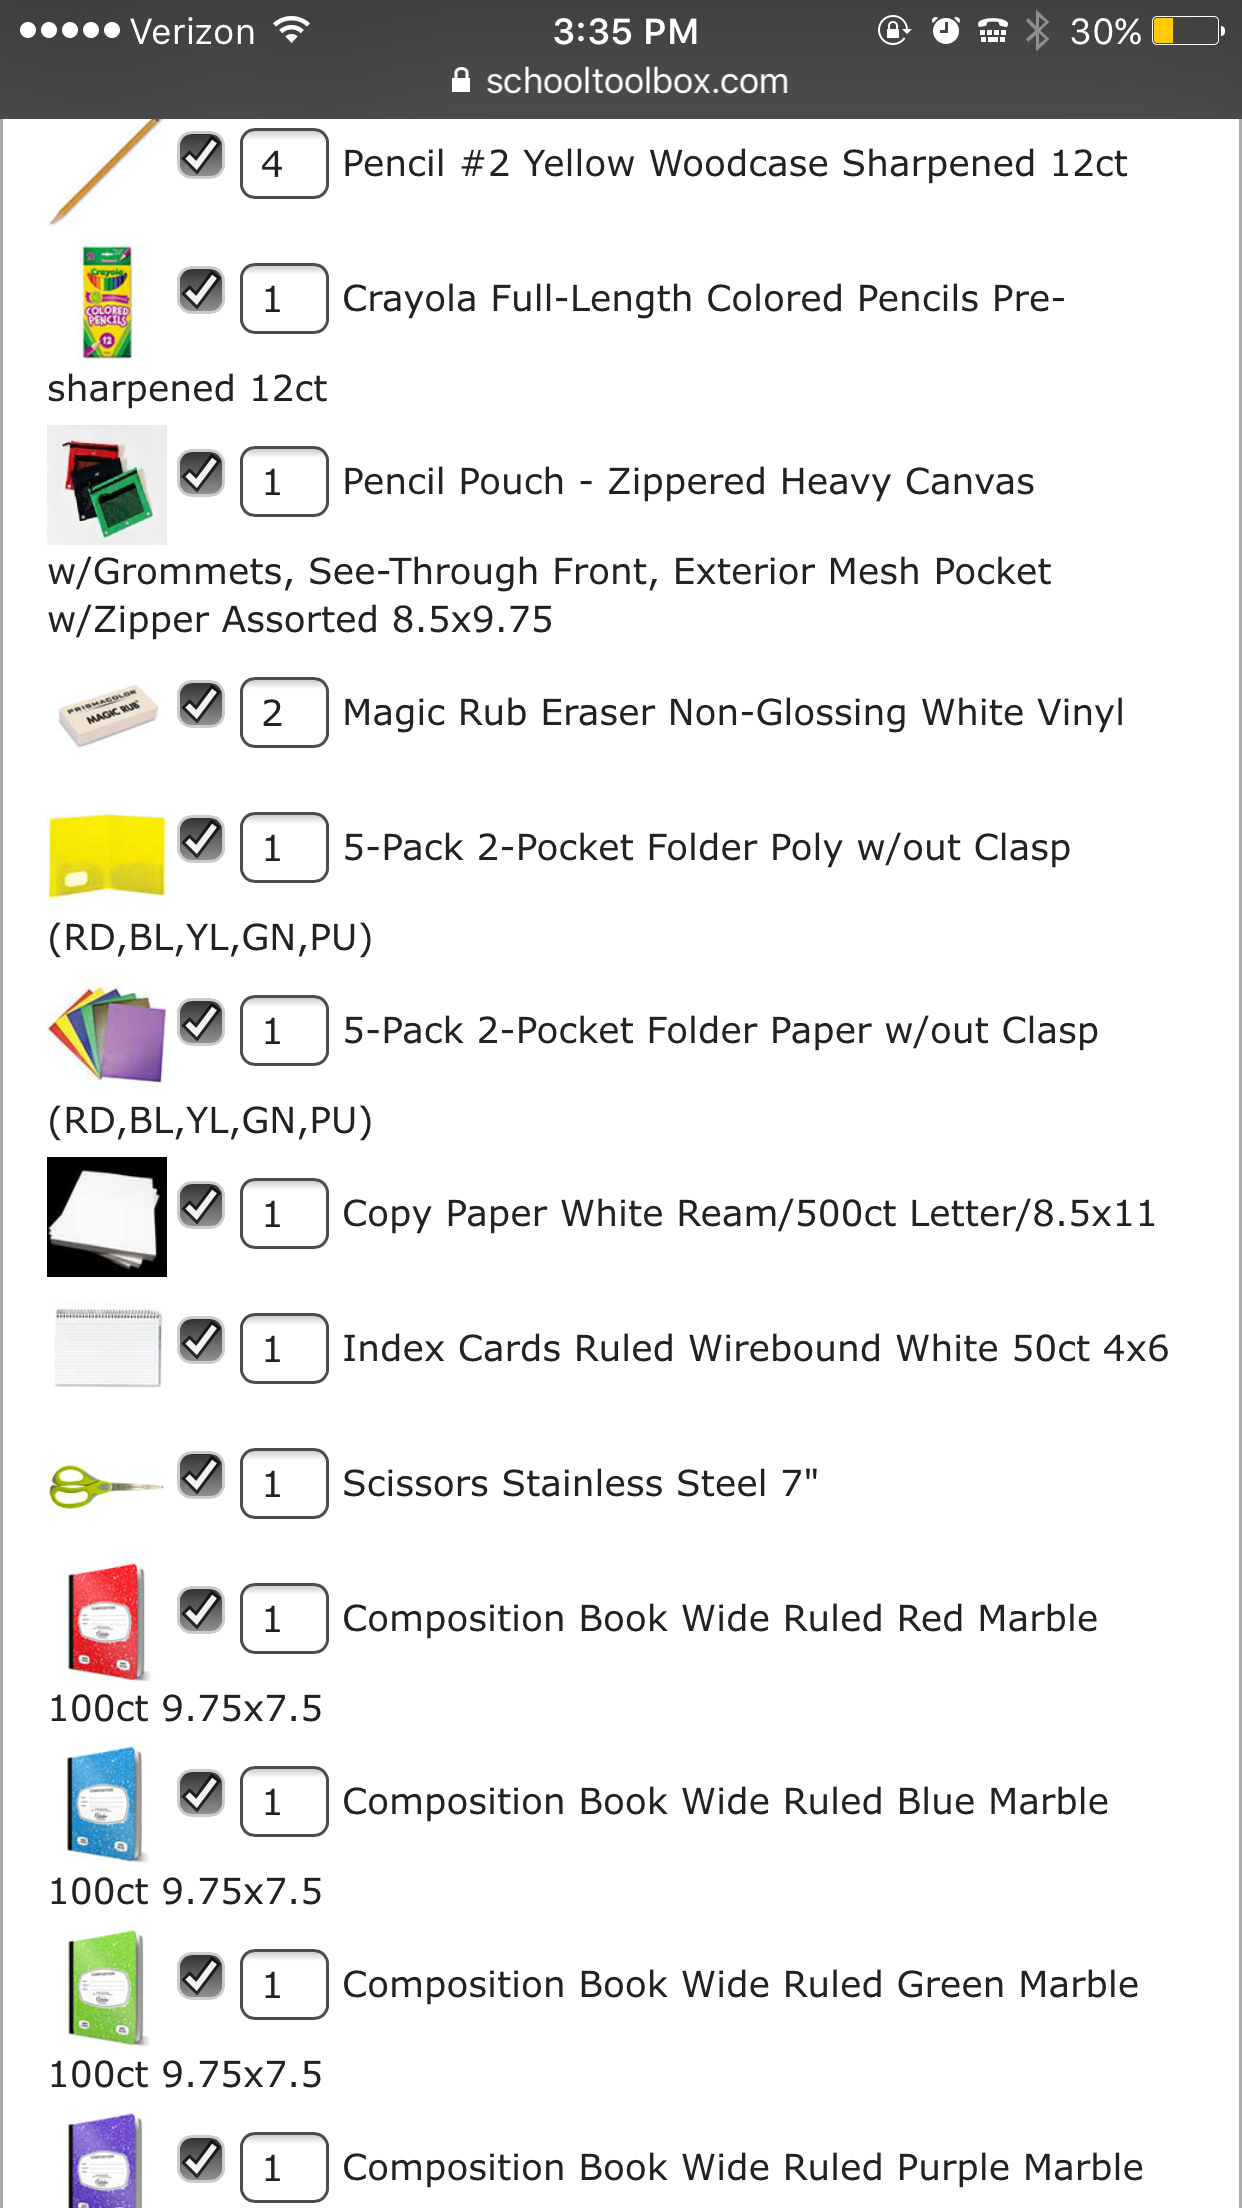 Verizon 3:35 PM 30%
schooltoolbox.com
4 Pencil #2 Yellow Woodcase Sharpened 12ct
Crayola
COLORED
PENCILS
12
1 Crayola Full-Length Colored Pencils Pre-
sharpened 12ct
1 Pencil Pouch - Zippered Heavy Canvas
w/Grommets, See-Through Front, Exterior Mesh Pocket
w/Zipper Assorted 8.5x9.75
PRISMACOLOR
MAGIC RUB
2 Magic Rub Eraser Non-Glossing White Vinyl
1 5-Pack 2-Pocket Folder Poly w/out Clasp
(RD,BL,YL,GN,PU)
1 5-Pack 2-Pocket Folder Paper w/out Clasp
(RD,BL,YL,GN,PU)
1 Copy Paper White Ream/500ct Letter/8.5x11
1 Index Cards Ruled Wirebound White 50ct 4x6
1 Scissors Stainless Steel 7"
1 Composition Book Wide Ruled Red Marble
100ct 9.75x7.5
1 Composition Book Wide Ruled Blue Marble
100ct 9.75x7.5
1 Composition Book Wide Ruled Green Marble
100ct 9.75x7.5
1 Composition Book Wide Ruled Purple Marble